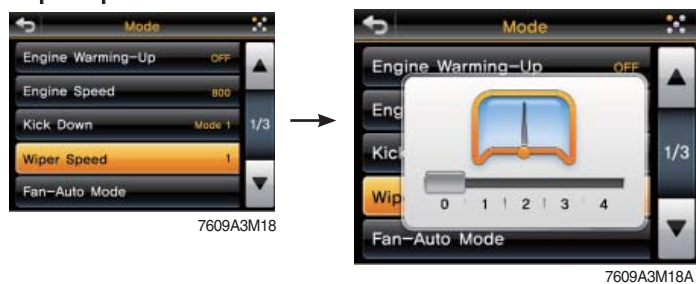 Mode
Engine Warming-Up OFF
Engine Speed 800
Kick Down Mode 1
Wiper Speed 1
Fan-Auto Mode
1/3
7609A3M18
Mode
Engine Warming-Up OFF
Eng
Kick
Wip
0 1 2 3 4
Fan-Auto Mode
1/3
7609A3M18A